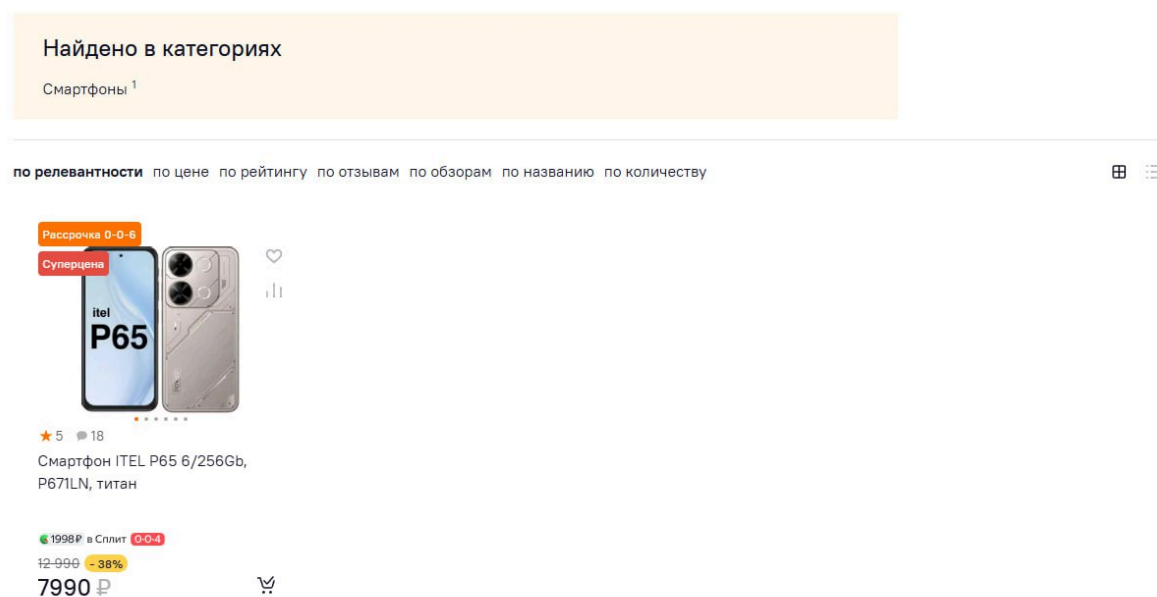 Найдено в категориях
Смартфоны 1
по релевантности по цене по рейтингу по отзывам по обзорам по названию по количеству
Рассрочка 0-0-6
Суперцена
itel
P65
5 18
Смартфон ITEL P65 6/256Gb,
P671LN, титан
1998₽ в Сплит 0-0-4
12 990 - 38%
7990 ₽